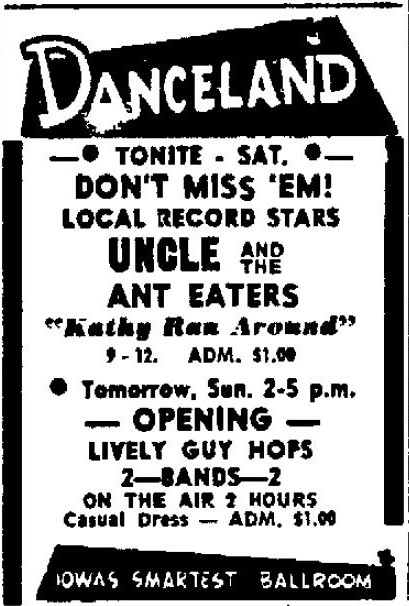 DANCELAND
TONITE - SAT.
DON'T MISS 'EM!
LOCAL RECORD STARS
UNCLE AND THE
ANT EATERS
"Kathy Ran Around"
9 - 12. ADM. $1.00
Tomorrow, Sun. 2-5 p.m.
— OPENING —
LIVELY GUY HOPS
2—BANDS—2
ON THE AIR 2 HOURS
Casual Dress — ADM. $1.00
IOWA'S SMARTEST BALLROOM